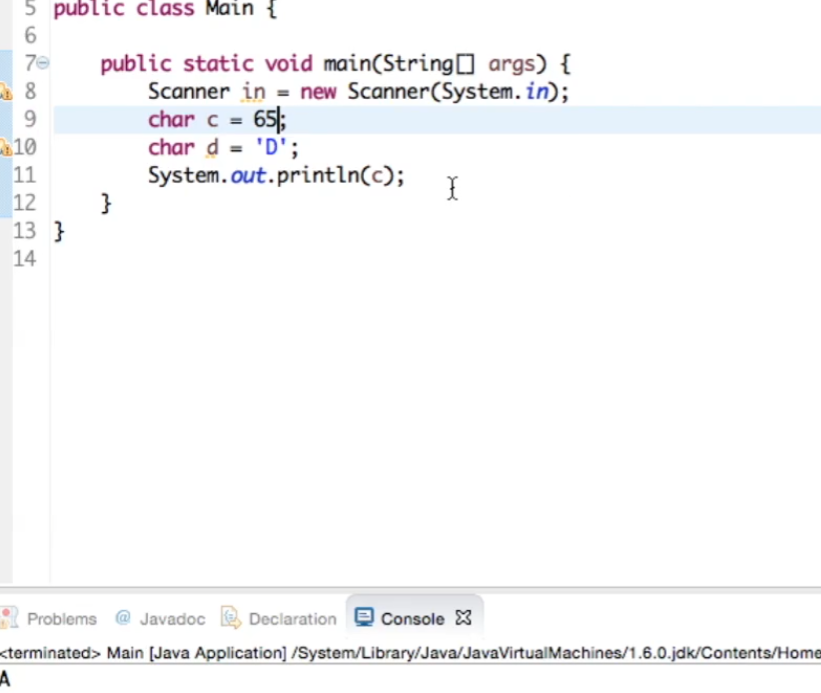 5 public class Main {
6
7 public static void main(String[] args) {
8 Scanner in = new Scanner(System.in);
9 char c = 65;
10 char d = 'D';
11 System.out.println(c);
12 }
13 }
14
Problems @ Javadoc Declaration Console
<terminated> Main [Java Application] /System/Library/Java/JavaVirtualMachines/1.6.0.jdk/Contents/Home
A